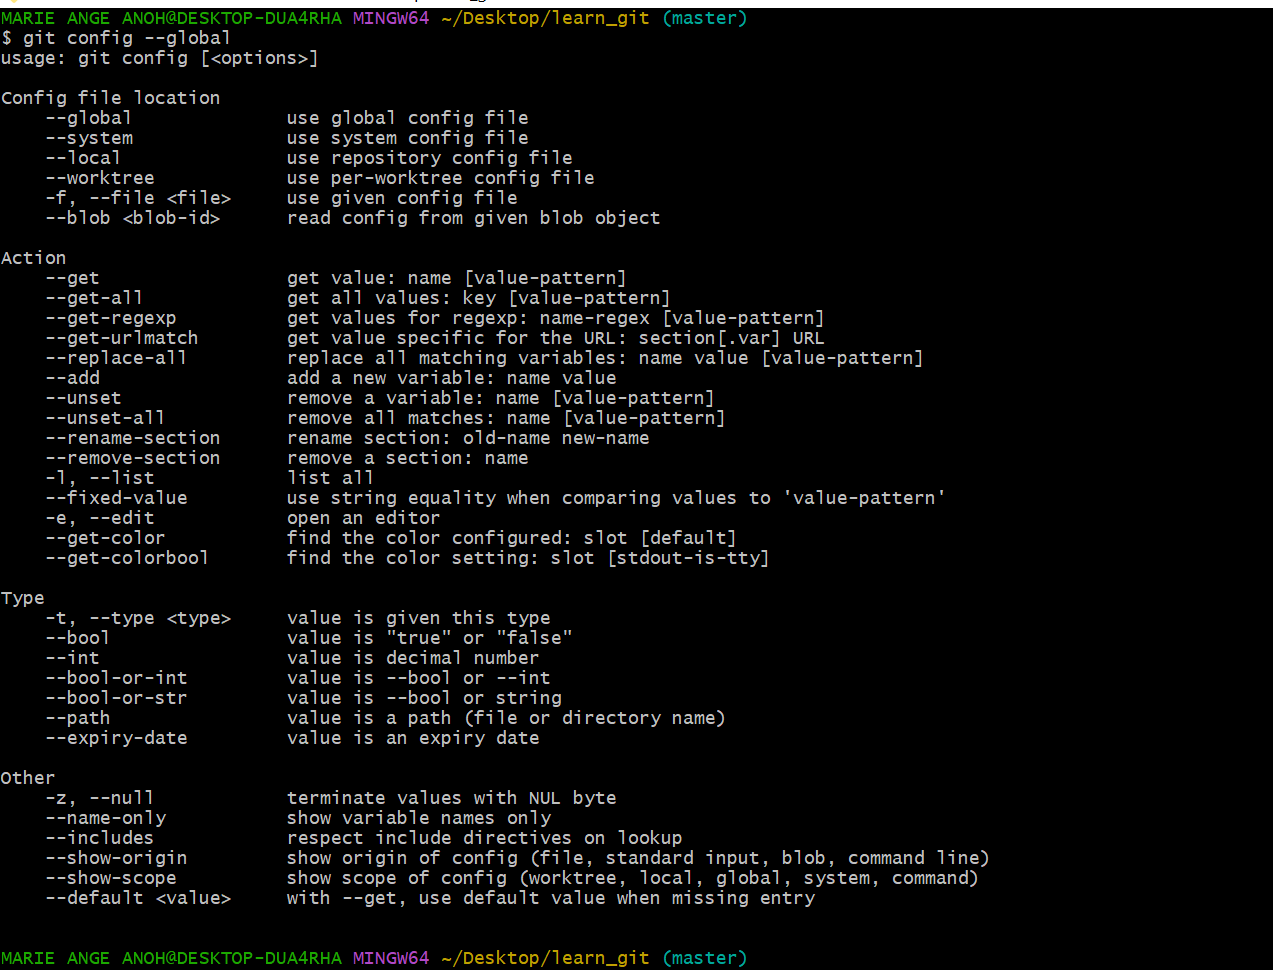 MARIE ANGE ANOH@DESKTOP-DUA4RHA MINGW64 ~/Desktop/learn_git (master)
$ git config --global
usage: git config [<options>]
Config file location
--global use global config file
--system use system config file
--local use repository config file
--worktree use per-worktree config file
-f, --file <file> use given config file
--blob <blob-id> read config from given blob object
Action
--get get value: name [value-pattern]
--get-all get all values: key [value-pattern]
--get-regexp get values for regexp: name-regex [value-pattern]
--get-urlmatch get value specific for the URL: section[.var] URL
--replace-all replace all matching variables: name value [value-pattern]
--add add a new variable: name value
--unset remove a variable: name [value-pattern]
--unset-all remove all matches: name [value-pattern]
--rename-section rename section: old-name new-name
--remove-section remove a section: name
-l, --list list all
--fixed-value use string equality when comparing values to 'value-pattern'
-e, --edit open an editor
--get-color find the color configured: slot [default]
--get-colorbool find the color setting: slot [stdout-is-tty]
Type
-t, --type <type> value is given this type
--bool value is "true" or "false"
--int value is decimal number
--bool-or-int value is --bool or --int
--bool-or-str value is --bool or string
--path value is a path (file or directory name)
--expiry-date value is an expiry date
Other
-z, --null terminate values with NUL byte
--name-only show variable names only
--includes respect include directives on lookup
--show-origin show origin of config (file, standard input, blob, command line)
--show-scope show scope of config (worktree, local, global, system, command)
--default <value> with --get, use default value when missing entry
MARIE ANGE ANOH@DESKTOP-DUA4RHA MINGW64 ~/Desktop/learn_git (master)